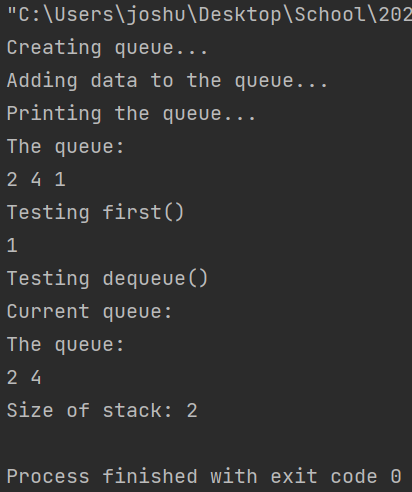 "C:\Users\joshu\Desktop\School\202
Creating queue...
Adding data to the queue...
Printing the queue...
The queue:
2 4 1
Testing first()
1
Testing dequeue()
Current queue:
The queue:
2 4
Size of stack: 2
Process finished with exit code 0